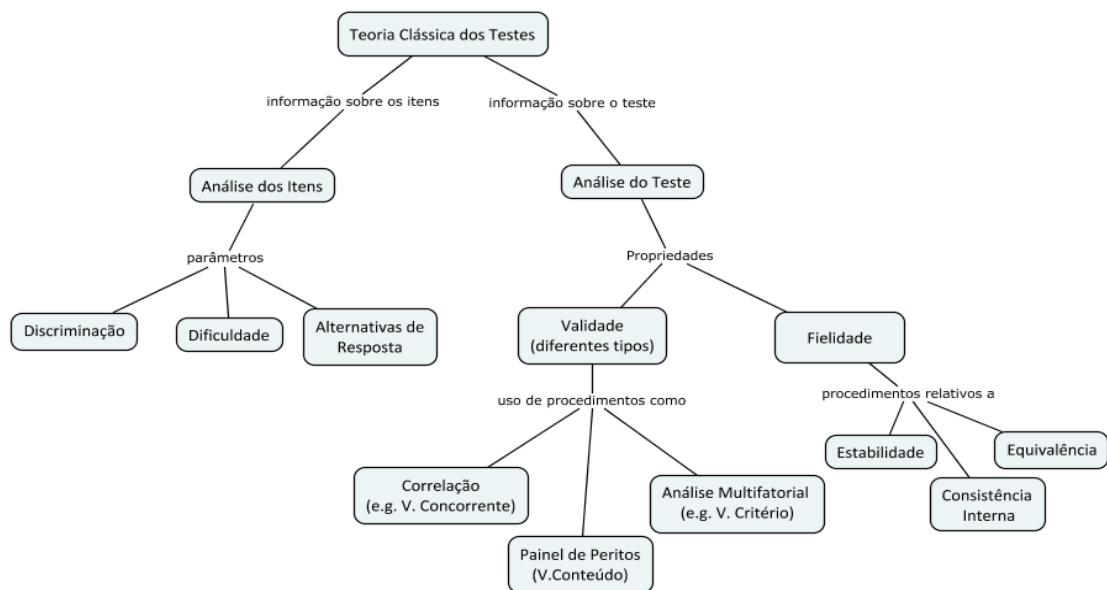 Teoria Clássica dos Testes
informação sobre os itens
informação sobre o teste
Análise dos Itens
Análise do Teste
parâmetros
Propriedades
Discriminação
Dificuldade
Alternativas de
Resposta
Validade
(diferentes tipos)
Fielidade
uso de procedimentos como
procedimentos relativos a
Estabilidade
Equivalência
Correlação
(e.g. V. Concorrente)
Análise Multifatorial
(e.g. V. Critério)
Consistência
Interna
Painel de Peritos
(V.Conteúdo)